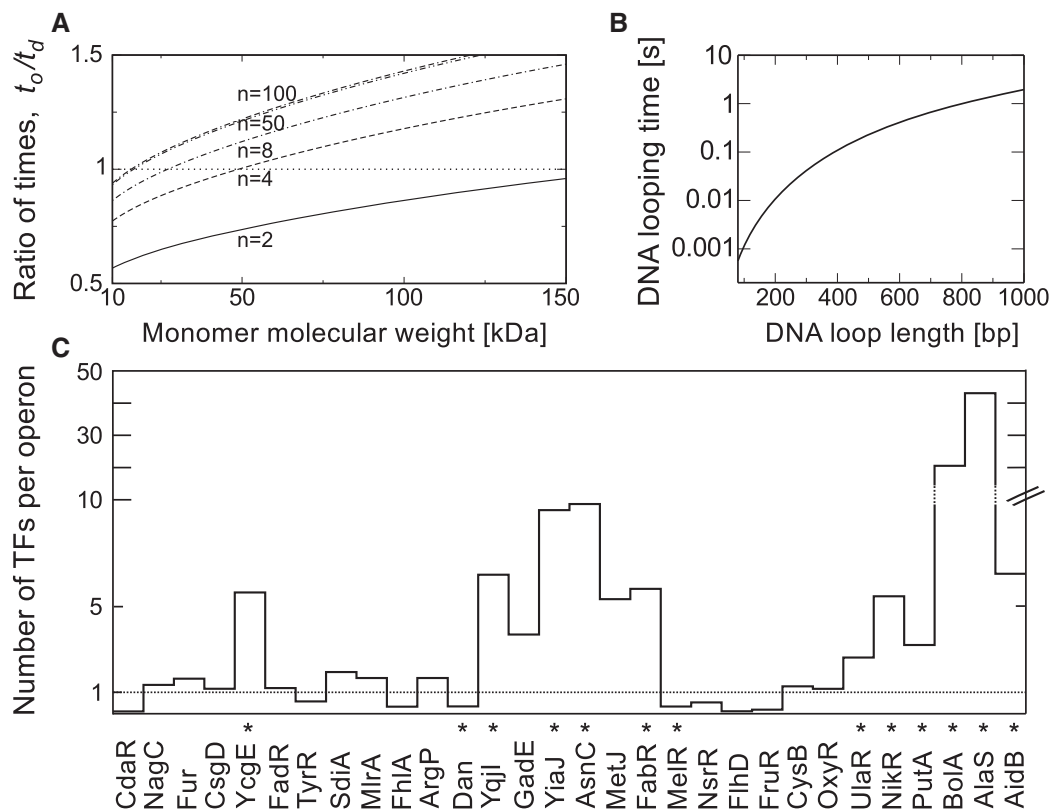 A
Ratio of times, to/td
1.5
1
0.5
n=100
n=50
n=8
n=4
n=2
10
50
100
150
Monomer molecular weight [kDa]
B
DNA looping time [s]
10
1
0.1
0.01
0.001
200
400
600
800
1000
DNA loop length [bp]
C
Number of TFs per operon
50
30
10
5
1
* * * * * * * * * * * * *
CdaR
NagC
Fur
CsgD
YcgE
FadR
TyrR
SdiA
MlrA
FhlA
ArgP
Dan
YqjI
GadE
YiaJ
AsnC
MetJ
FabR
MelR
NsrR
FlhD
FruR
CysB
OxyR
UlaR
NikR
PutA
BolA
AlaS
AidB